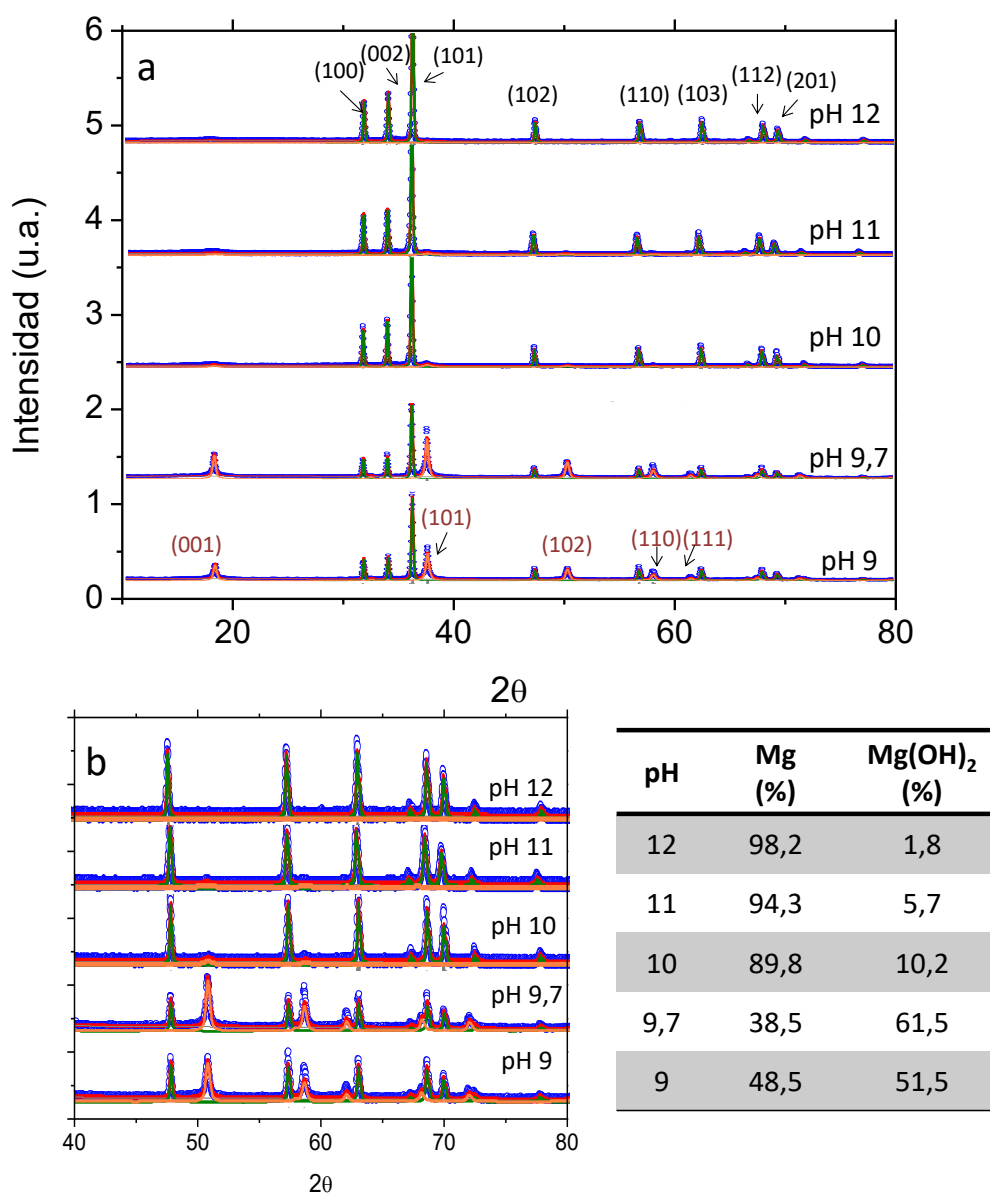 6
5
4
3
2
1
0
Intensidad (u.a.)
a
(100)
(002)
(101)
(102)
(110)
(103)
(112)
(201)
pH 12
pH 11
pH 10
pH 9,7
pH 9
(001)
(101)
(102)
(110)
(111)
20
40
60
80
2θ
b
pH 12
pH 11
pH 10
pH 9,7
pH 9
40
50
60
70
80
2θ
pH Mg (%) Mg(OH)2 (%)
12 98,2 1,8
11 94,3 5,7
10 89,8 10,2
9,7 38,5 61,5
9 48,5 51,5